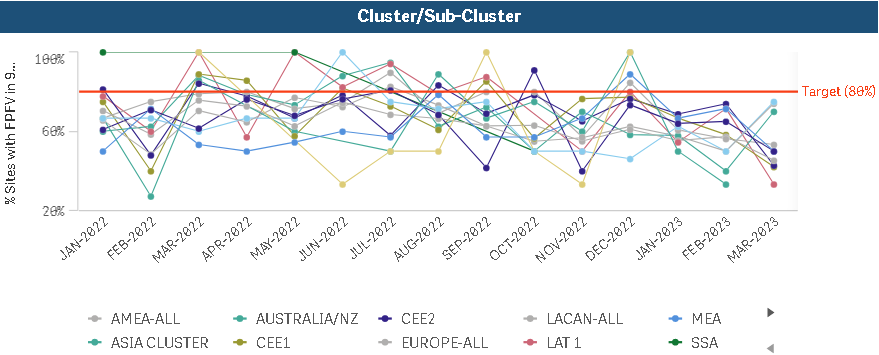 Cluster/Sub-Cluster
% Sites with FPFV in 9...
100%
60%
20%
Target (80%)
JAN-2022
FEB-2022
MAR-2022
APR-2022
MAY-2022
JUN-2022
JUL-2022
AUG-2022
SEP-2022
OCT-2022
NOV-2022
DEC-2022
JAN-2023
FEB-2023
MAR-2023
AMEA-ALL AUSTRALIA/NZ CEE2 LACAN-ALL MEA
ASIA CLUSTER CEE1 EUROPE-ALL LAT 1 SSA